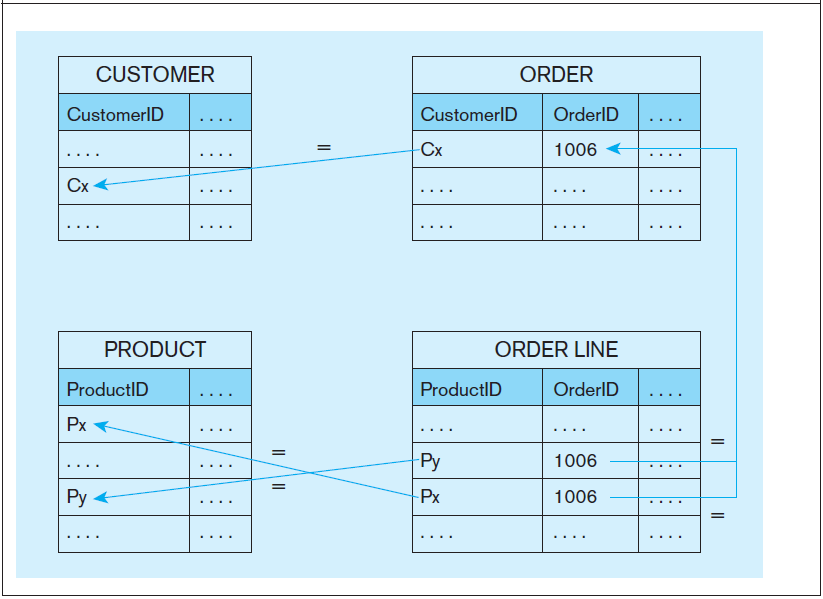 CUSTOMER
CustomerID ....
.... ....
Cx ....
.... ....
=
ORDER
CustomerID OrderID ....
Cx 1006 ....
.... .... ....
.... .... ....
PRODUCT
ProductID ....
Px ....
.... ....
Py ....
.... ....
=
=
ORDER LINE
ProductID OrderID ....
.... .... ....
Py 1006 ....
Px 1006 ....
.... .... ....
=
=